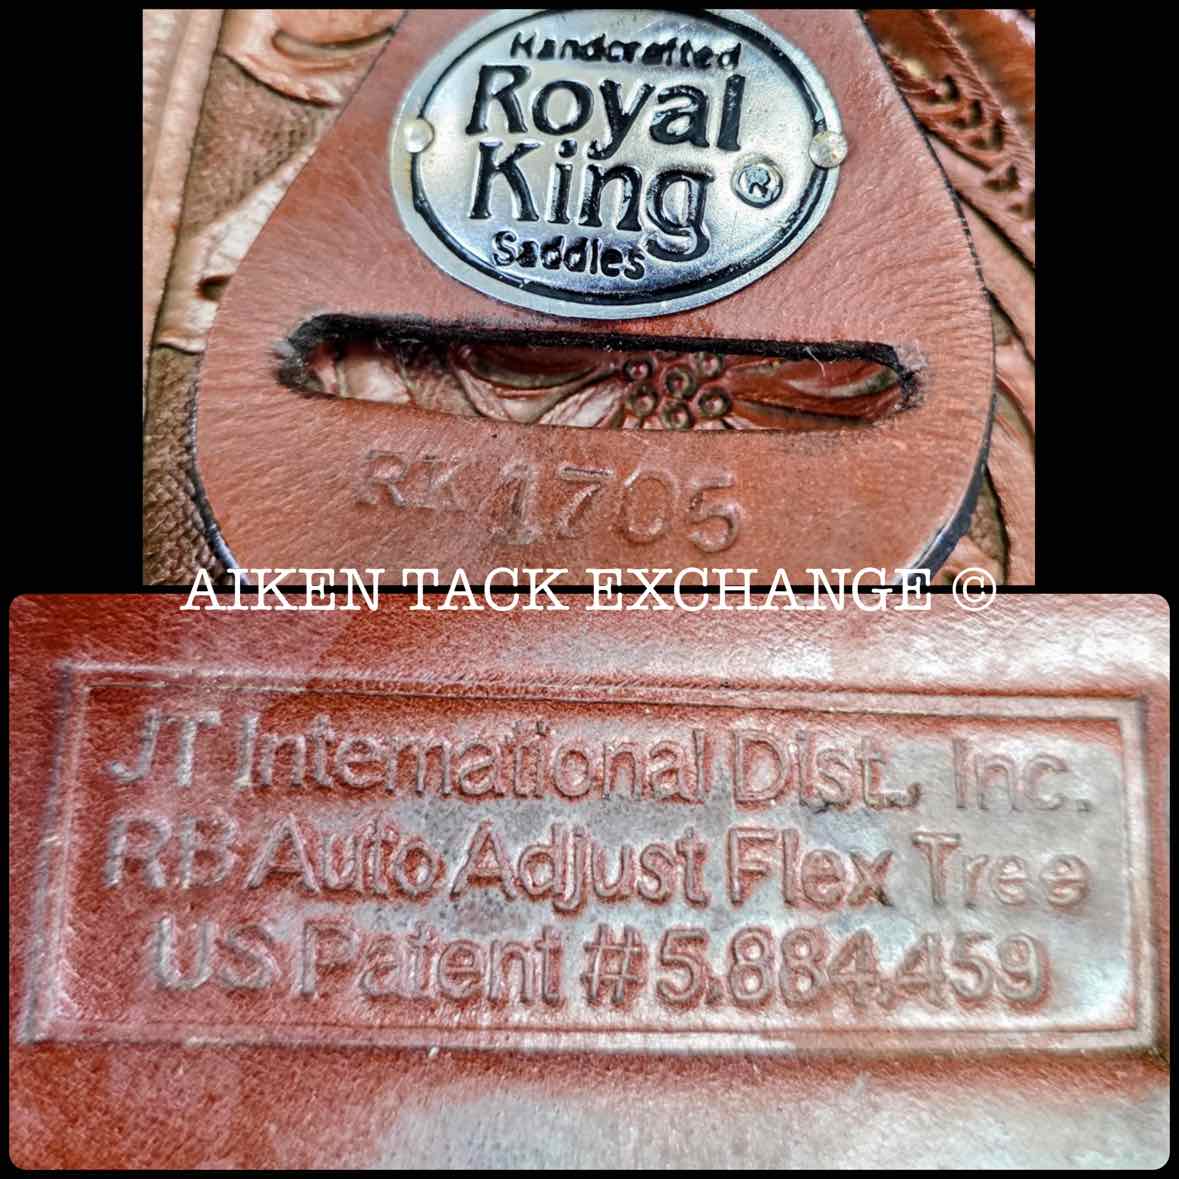 Handcrafted
Royal
King ®
Saddles
RK 1705
AIKEN TACK EXCHANGE ©
JT International Dist., Inc.
RB Auto Adjust Flex Tree
US Patent #5,884,459